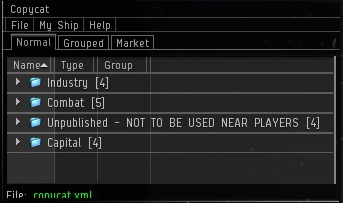 Copycat
File My Ship Help
Normal Grouped Market
Name Type Group
Industry [4]
Combat [5]
Unpublished - NOT TO BE USED NEAR PLAYERS [4]
Capital [4]
File: copycat.xml